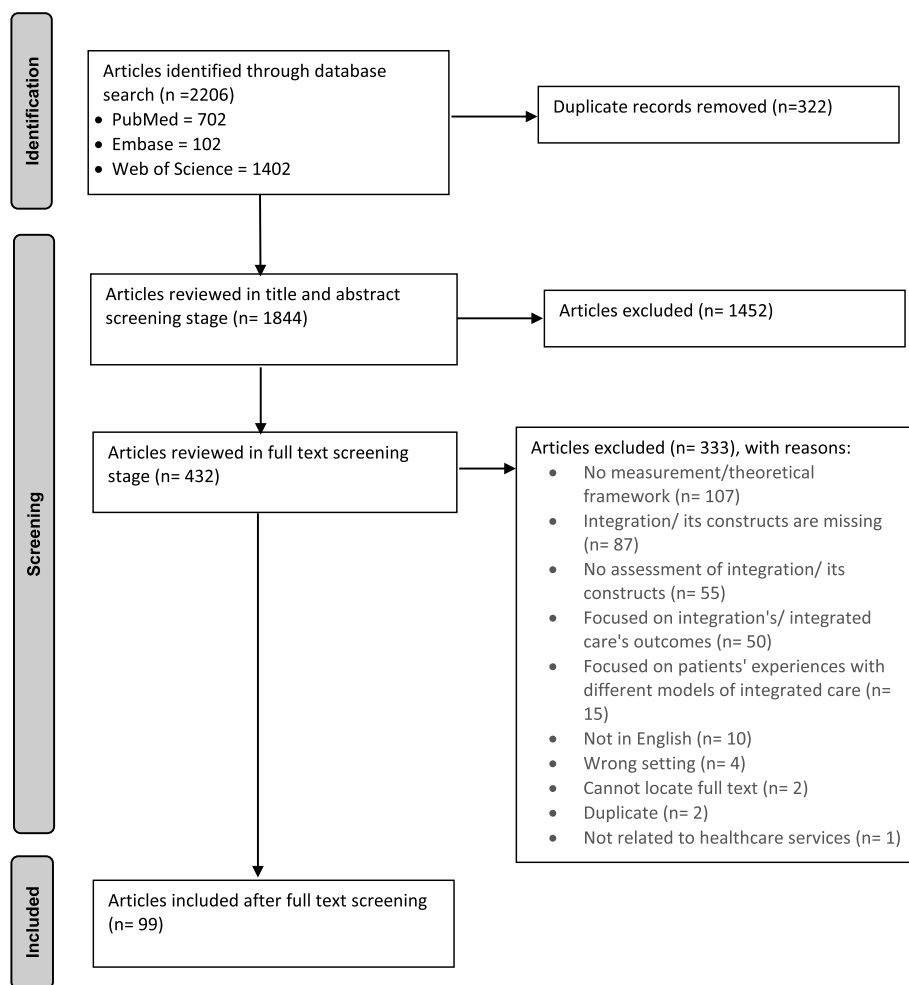 Identification
Articles identified through database
search (n =2206)
• PubMed = 702
• Embase = 102
• Web of Science = 1402
Duplicate records removed (n=322)
Screening
Articles reviewed in title and abstract
screening stage (n= 1844)
Articles excluded (n= 1452)
Articles reviewed in full text screening
stage (n= 432)
Articles excluded (n= 333), with reasons:
• No measurement/theoretical
framework (n= 107)
• Integration/ its constructs are missing
(n= 87)
• No assessment of integration/ its
constructs (n= 55)
• Focused on integration's/ integrated
care's outcomes (n= 50)
• Focused on patients' experiences with
different models of integrated care (n=
15)
• Not in English (n= 10)
• Wrong setting (n= 4)
• Cannot locate full text (n= 2)
• Duplicate (n= 2)
• Not related to healthcare services (n= 1)
Included
Articles included after full text screening
(n= 99)